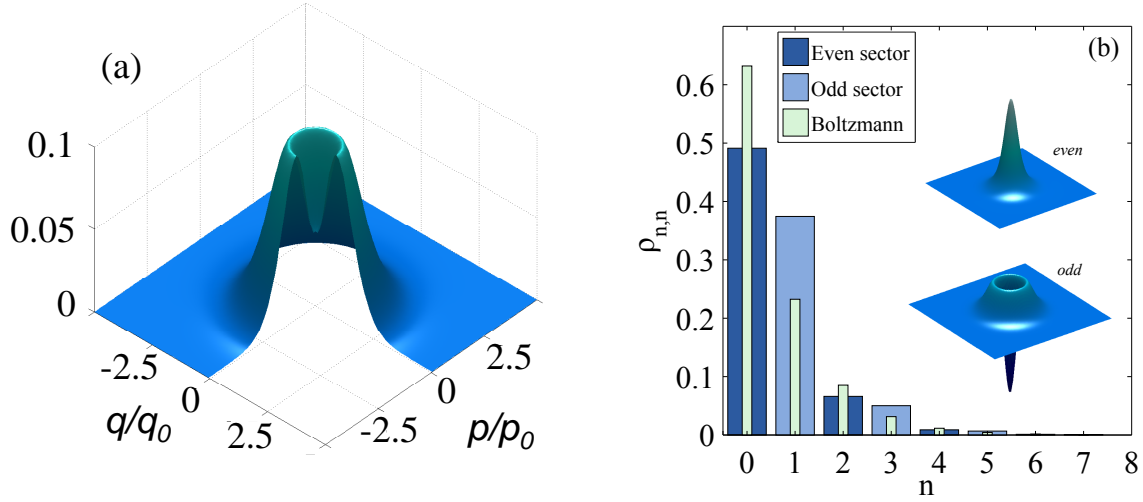 (a)
0.1
0.05
0
-2.5
0
2.5
q/q0
-2.5
0
2.5
p/p0
(b)
Even sector
Odd sector
Boltzmann
even
odd
0.6
0.5
0.4
0.3
0.2
0.1
0
ρn,n
0 1 2 3 4 5 6 7 8
n